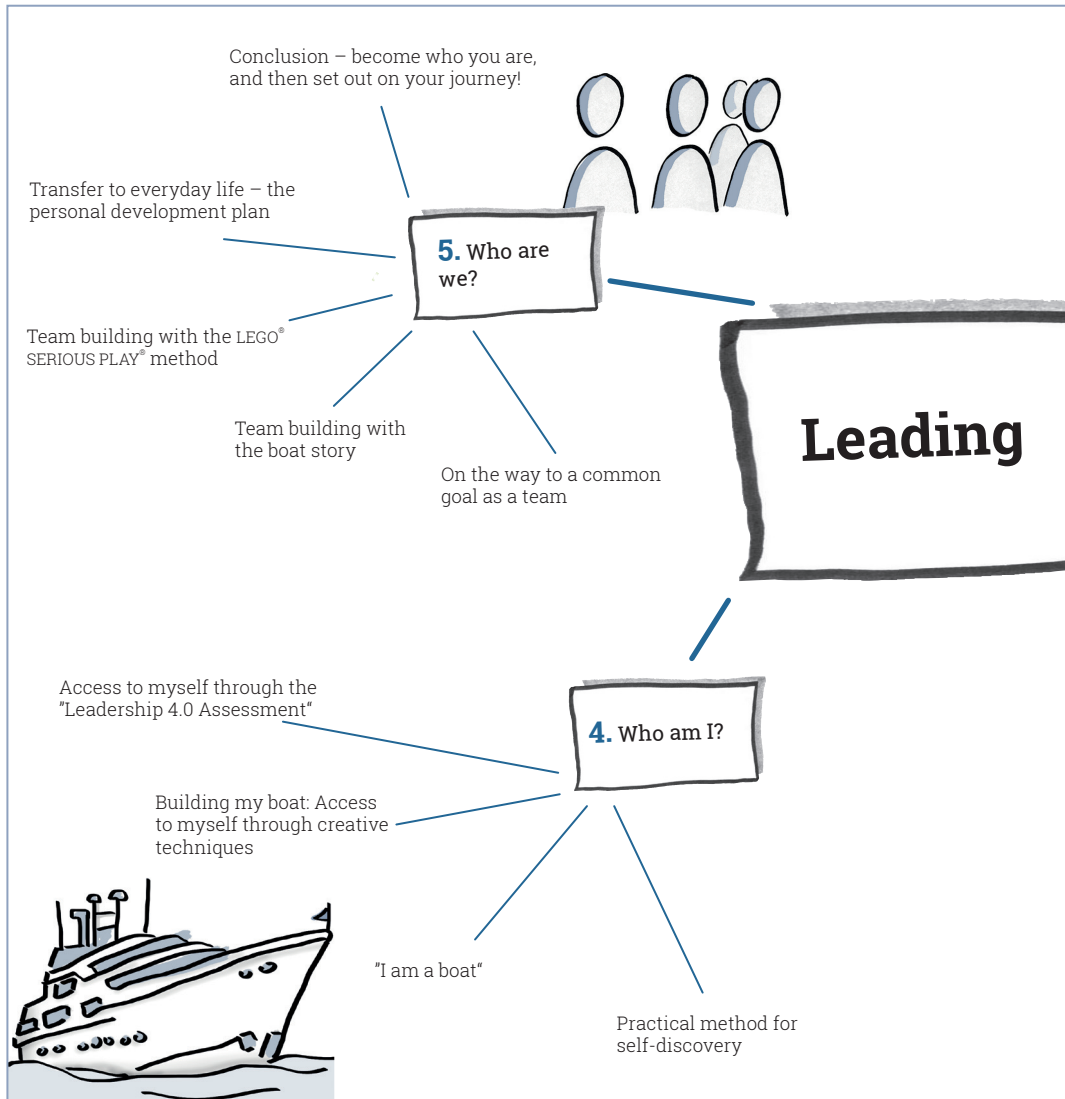 Conclusion – become who you are,
and then set out on your journey!
Transfer to everyday life – the
personal development plan
5. Who are
we?
Team building with the LEGO®
SERIOUS PLAY® method
Team building with
the boat story
On the way to a common
goal as a team
Leading
Access to myself through the
”Leadership 4.0 Assessment“
4. Who am I?
Building my boat: Access
to myself through creative
techniques
”I am a boat“
Practical method for
self-discovery